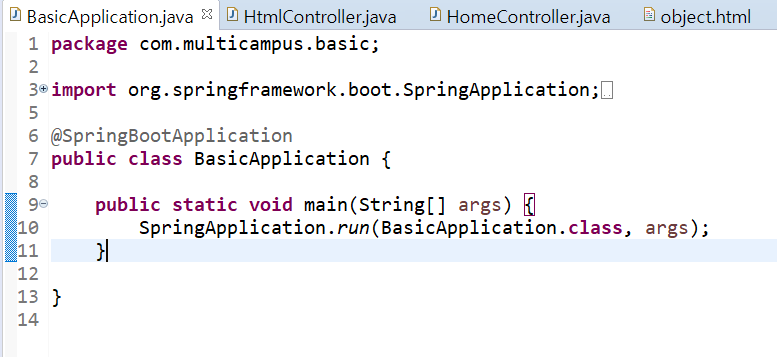 BasicApplication.java HtmlController.java HomeController.java object.html
1 package com.multicampus.basic;
2
3 import org.springframework.boot.SpringApplication;
5
6 @SpringBootApplication
7 public class BasicApplication {
8
9 public static void main(String[] args) {
10 SpringApplication.run(BasicApplication.class, args);
11 }
12
13 }
14